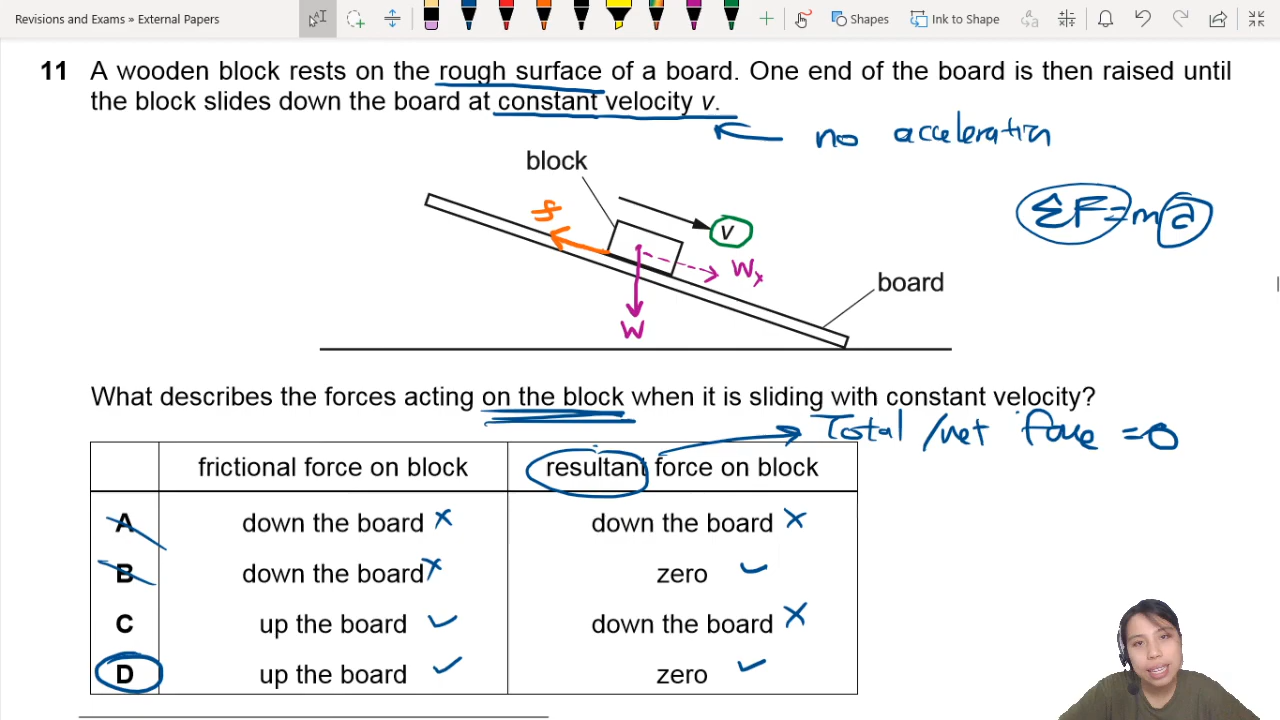 Revisions and Exams » External Papers
Shapes
Ink to Shape
11 A wooden block rests on the rough surface of a board. One end of the board is then raised until
the block slides down the board at constant velocity v.
no acceleration
block
ΣF = ma
f
v
Wx
W
board
What describes the forces acting on the block when it is sliding with constant velocity?
Total /net force = 0
frictional force on block resultant force on block
A down the board x down the board x
B down the board x zero ✓
C up the board ✓ down the board x
D up the board ✓ zero ✓